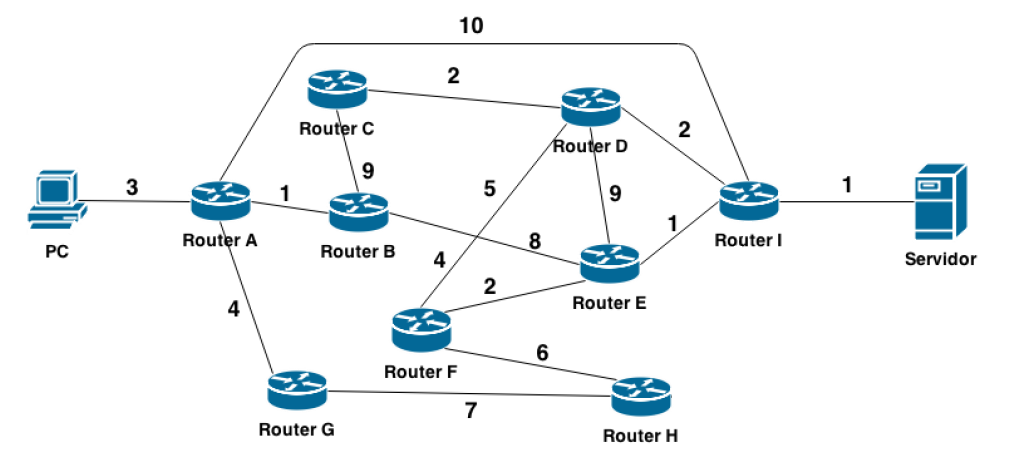 10
2
Router C
Router D
2
9
5
9
3
1
1
1
PC
Router A
Router B
8
Router I
Servidor
4
2
Router E
4
6
Router F
7
Router G
Router H